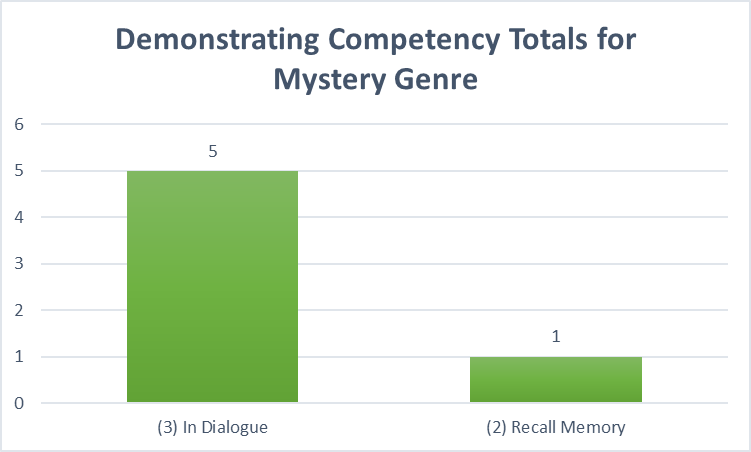 Demonstrating Competency Totals for
Mystery Genre
6
5
5
4
3
2
1
1
0
(3) In Dialogue
(2) Recall Memory